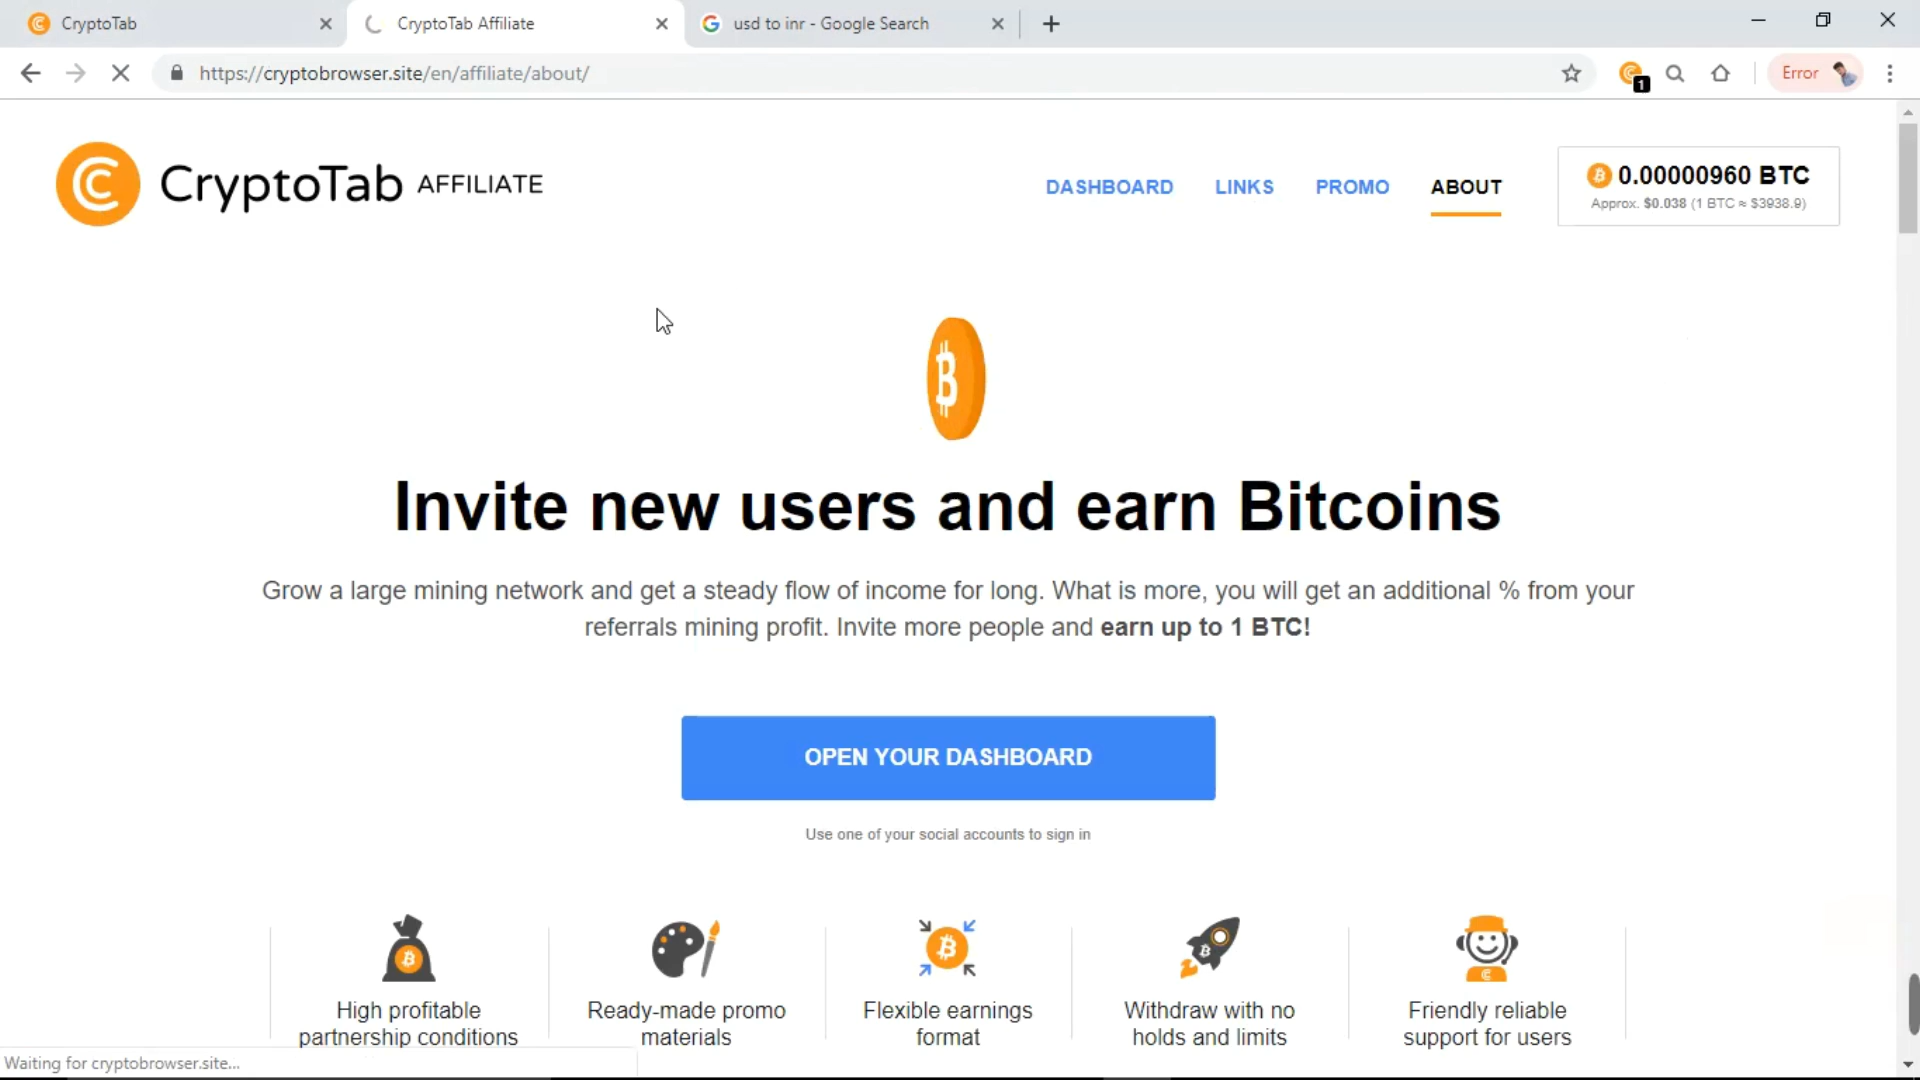 CryptoTab
CryptoTab Affiliate
usd to inr - Google Search
https://cryptobrowser.site/en/affiliate/about/
1
Error
CryptoTab AFFILIATE
DASHBOARD
LINKS
PROMO
ABOUT
0.00000960 BTC
Approx. $0.038 (1 BTC ≈ $3938.9)
Invite new users and earn Bitcoins
Grow a large mining network and get a steady flow of income for long. What is more, you will get an additional % from your
referrals mining profit. Invite more people and earn up to 1 BTC!
OPEN YOUR DASHBOARD
Use one of your social accounts to sign in
High profitable
partnership conditions
Ready-made promo
materials
Flexible earnings
format
Withdraw with no
holds and limits
Friendly reliable
support for users
Waiting for cryptobrowser.site...